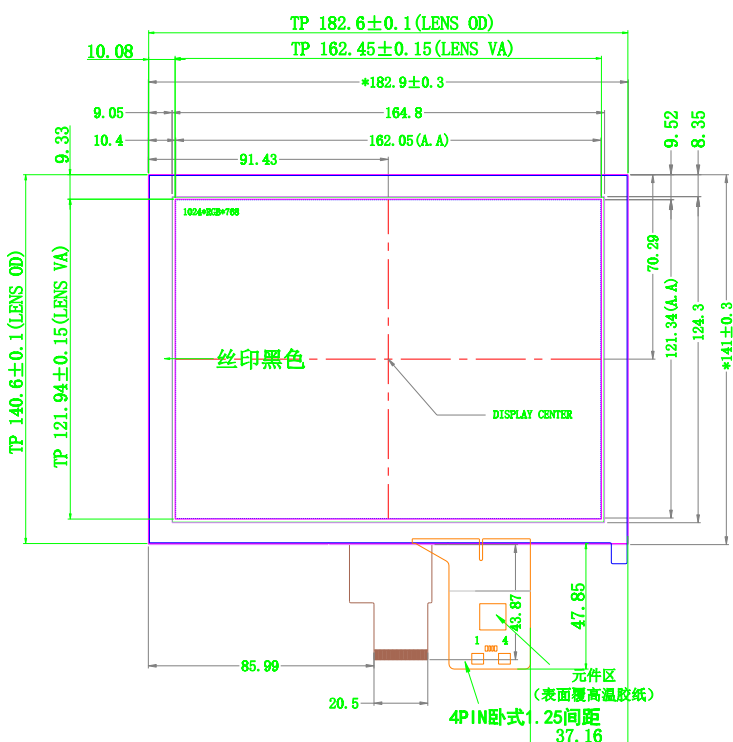 TP 182.6±0.1(LENS OD)
10.08
TP 162.45±0.15(LENS VA)
*182.9±0.3
9.05
164.8
10.4
162.05(A.A)
91.43
9.33
9.52
8.35
1024*RGB*768
70.29
TP 140.6±0.1(LENS OD)
TP 121.94±0.15(LENS VA)
121.34(A.A)
124.3
*141±0.3
丝印黑色
DISPLAY CENTER
43.87
47.85
1
4
85.99
元件区
(表面覆高温胶纸)
20.5
4PIN卧式1.25间距
37.16